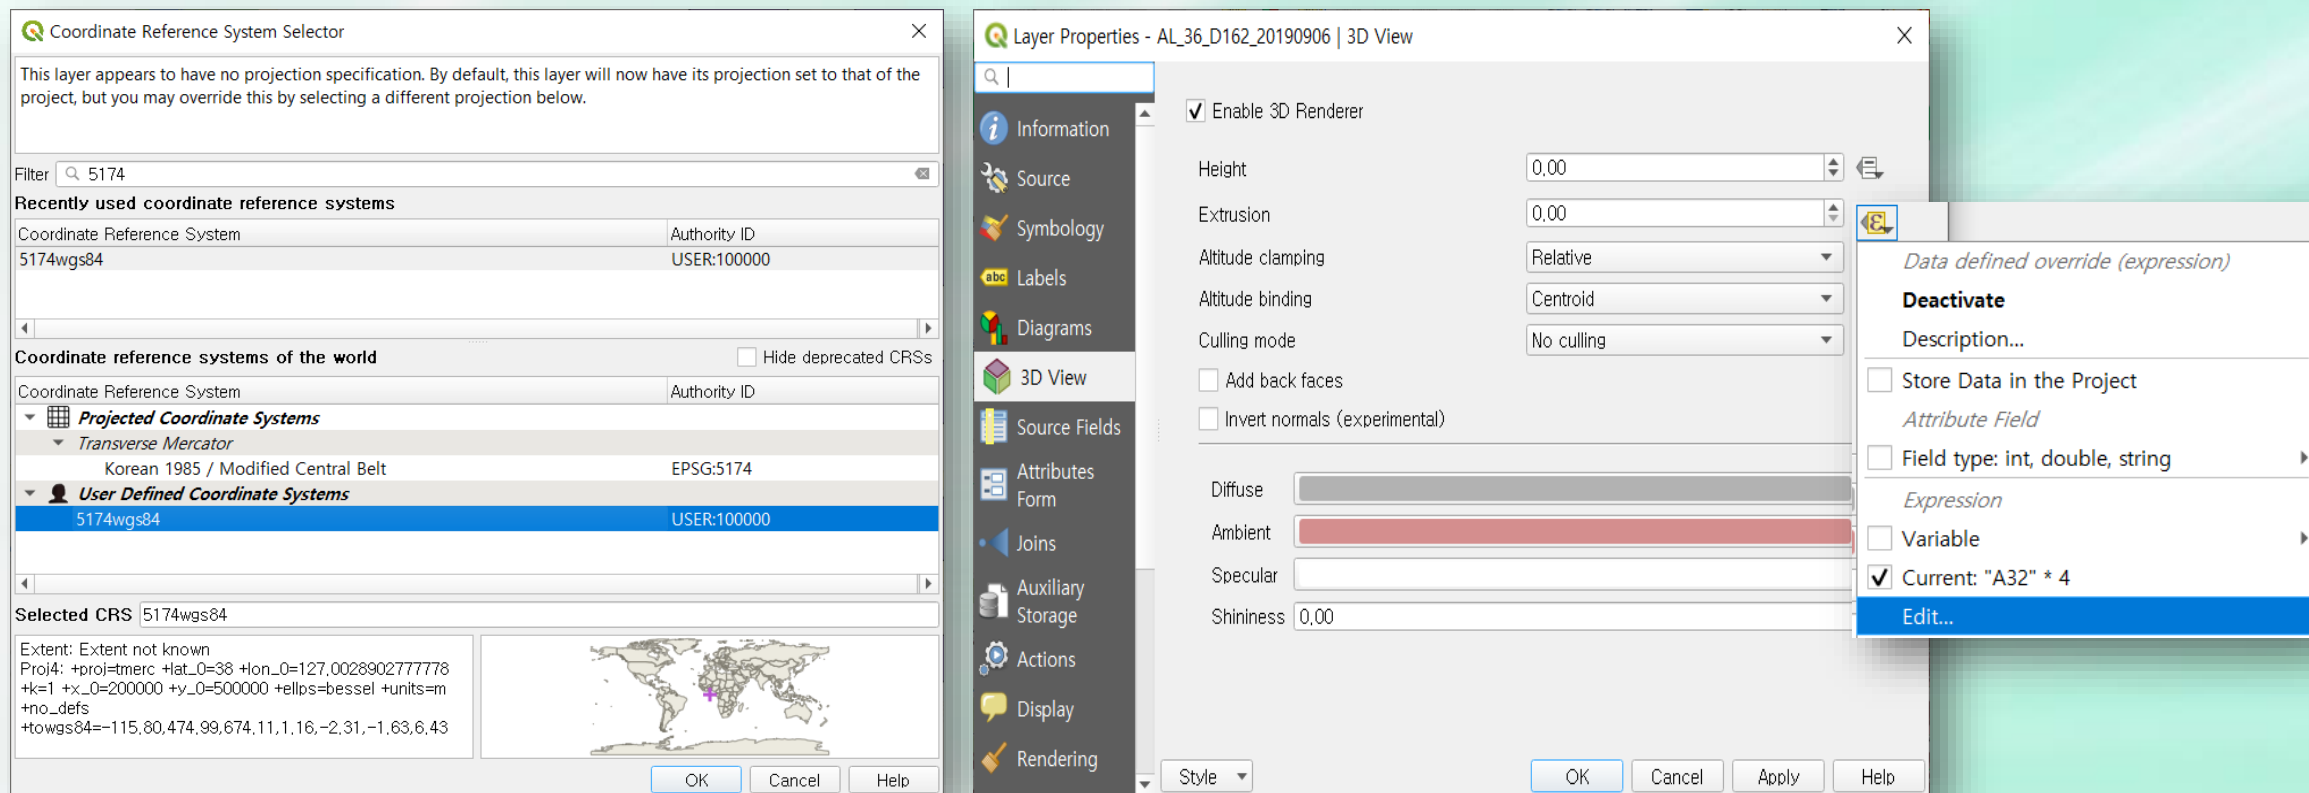 Coordinate Reference System Selector
This layer appears to have no projection specification. By default, this layer will now have its projection set to that of the
project, but you may override this by selecting a different projection below.
Filter 5174
Recently used coordinate reference systems
Coordinate Reference System Authority ID
5174wgs84 USER:100000
Coordinate reference systems of the world Hide deprecated CRSs
Coordinate Reference System Authority ID
Projected Coordinate Systems
Transverse Mercator
Korean 1985 / Modified Central Belt EPSG:5174
User Defined Coordinate Systems
5174wgs84 USER:100000
Selected CRS 5174wgs84
Extent: Extent not known
Proj4: +proj=tmerc +lat_0=38 +lon_0=127,0028902777778
+k=1 +x_0=200000 +y_0=500000 +ellps=bessel +units=m
+no_defs
+towgs84=-115,80,474,99,674,11,1,16,-2,31,-1,63,6,43
OK Cancel Help
Layer Properties - AL_36_D162_20190906 | 3D View
Information
Source
Symbology
abc Labels
Diagrams
3D View
Source Fields
Attributes
Form
Joins
Auxiliary
Storage
Actions
Display
Rendering
Enable 3D Renderer
Height 0,00
Extrusion 0,00
Altitude clamping Relative
Altitude binding Centroid
Culling mode No culling
Add back faces
Invert normals (experimental)
Diffuse
Ambient
Specular
Shininess 0,00
Style OK Cancel Apply Help
ε
Data defined override (expression)
Deactivate
Description...
Store Data in the Project
Attribute Field
Field type: int, double, string
Expression
Variable
Current: "A32" * 4
Edit...